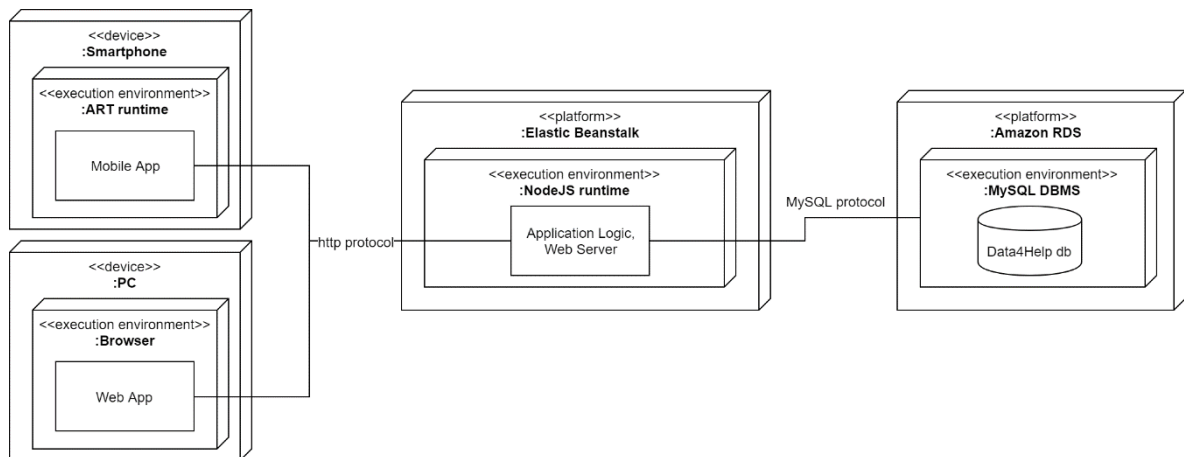 <<device>>
:Smartphone
<<execution environment>>
:ART runtime
Mobile App
<<device>>
:PC
<<execution environment>>
:Browser
Web App
http protocol
<<platform>>
:Elastic Beanstalk
<<execution environment>>
:NodeJS runtime
Application Logic,
Web Server
MySQL protocol
<<platform>>
:Amazon RDS
<<execution environment>>
:MySQL DBMS
Data4Help db